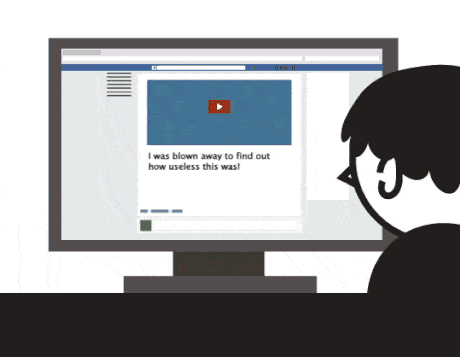 I was blown away to find out
how useless this was!